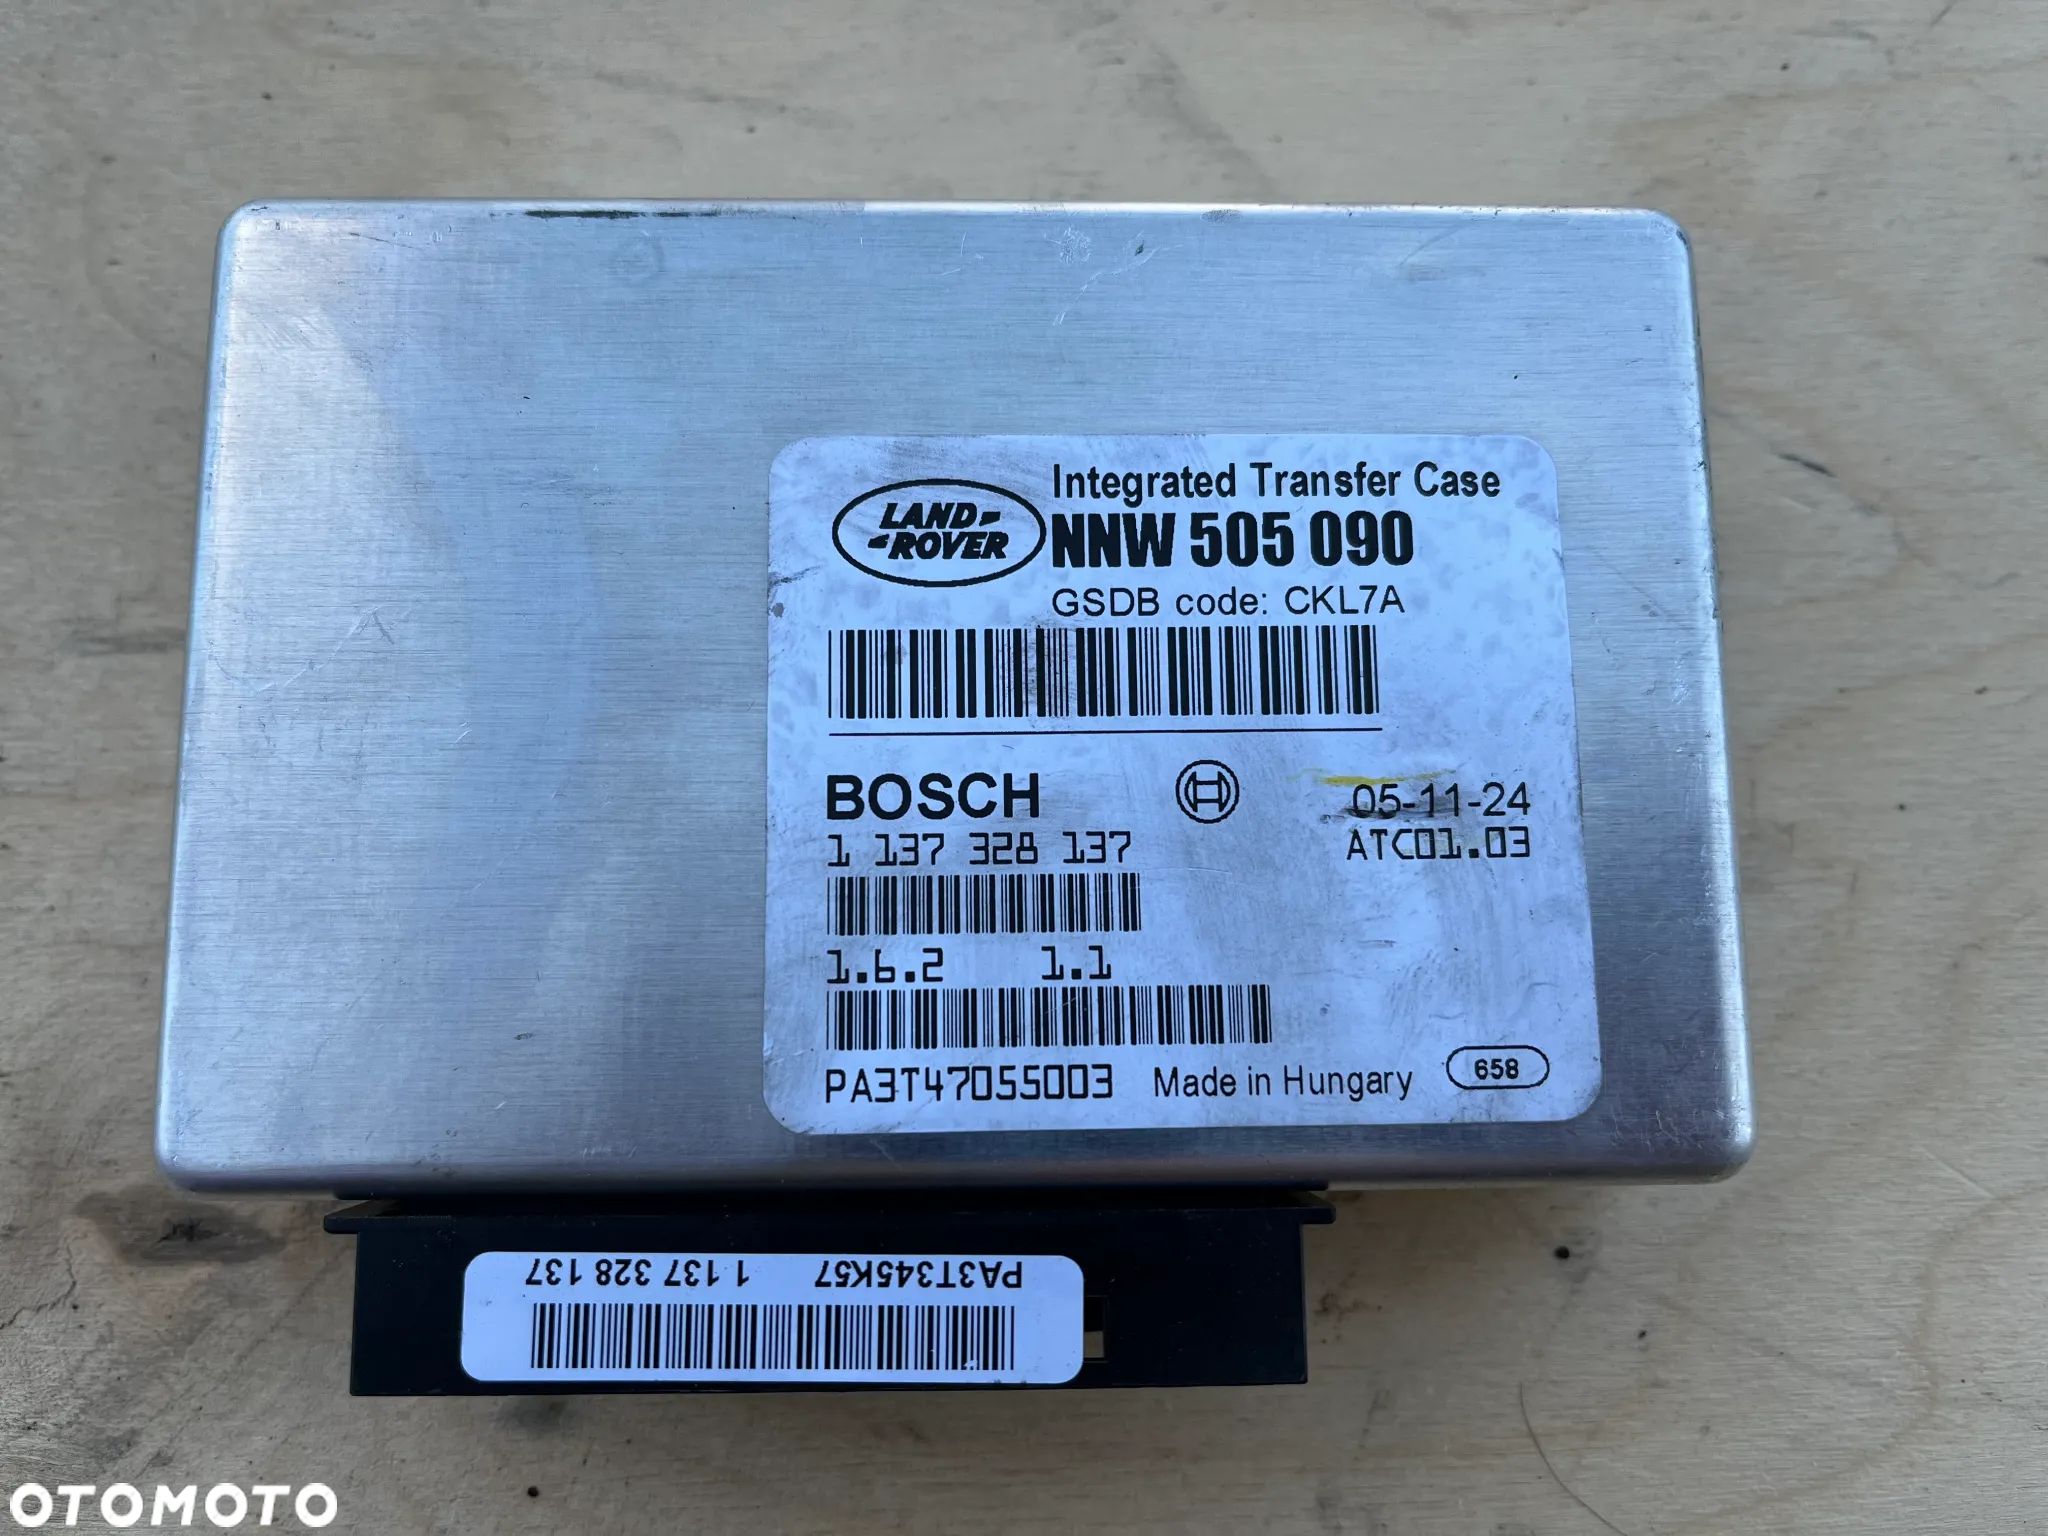 LAND
ROVER
Integrated Transfer Case
NNW 505 090
GSDB code: CKL7A
BOSCH
05-11-24
1 137 328 137
ATC01.03
1.6.2 1.1
PA3T47055003 Made in Hungary 658
PA3T345K57 1 137 328 137
OTOMOTO